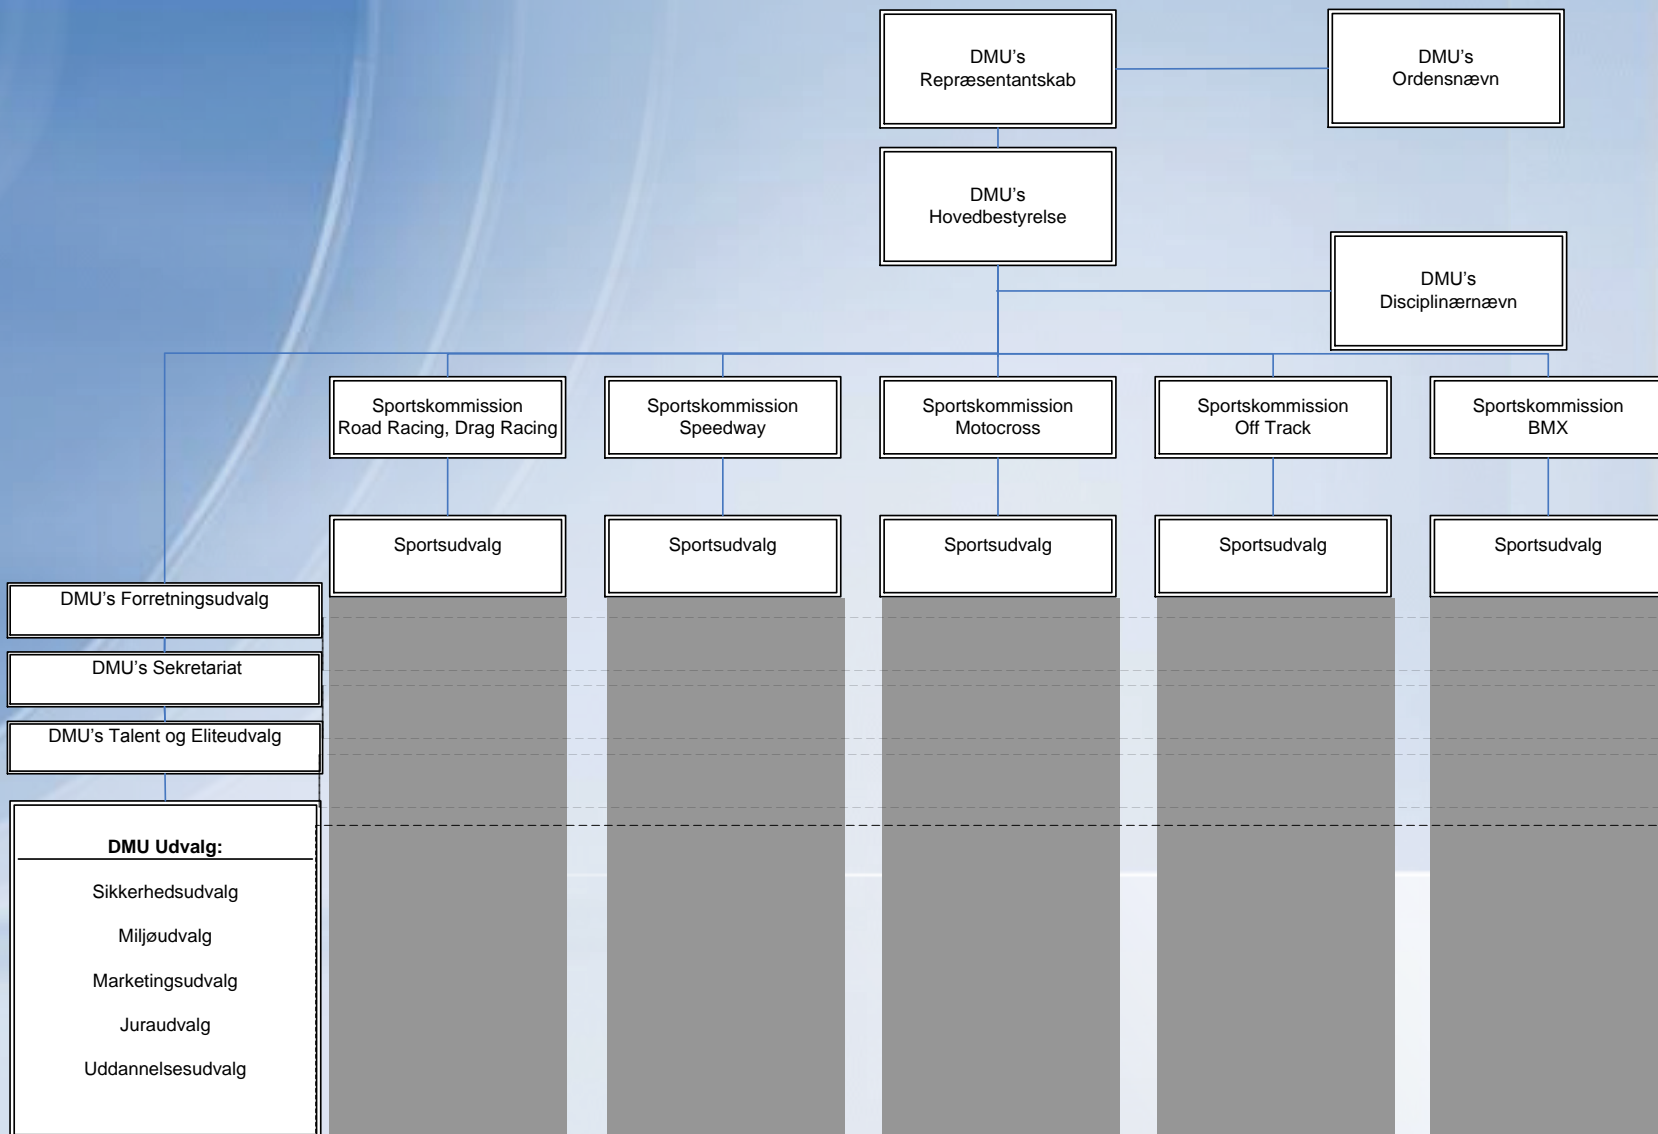 DMU's
Repræsentantskab
DMU's
Ordensnævn
DMU's
Hovedbestyrelse
DMU's
Disciplinærnævn
Sportskommission
Road Racing, Drag Racing
Sportskommission
Speedway
Sportskommission
Motocross
Sportskommission
Off Track
Sportskommission
BMX
Sportsudvalg
Sportsudvalg
Sportsudvalg
Sportsudvalg
Sportsudvalg
DMU's Forretningsudvalg
DMU's Sekretariat
DMU's Talent og Eliteudvalg
DMU Udvalg:
Sikkerhedsudvalg
Miljøudvalg
Marketingsudvalg
Juraudvalg
Uddannelsesudvalg